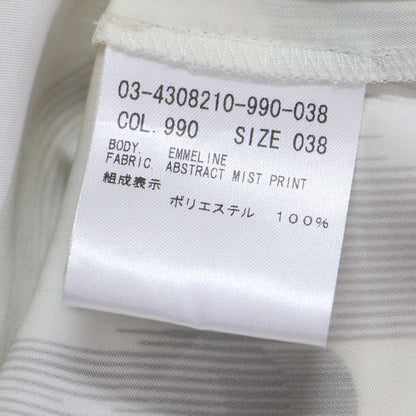 03-4308210-990-038
COL. 990 SIZE 038
BODY. EMMELINE
FABRIC. ABSTRACT MIST PRINT
組成表示
ポリエステル 100%